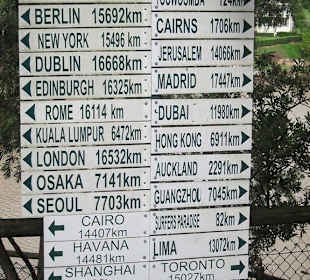 TOOWOOMBA 124km
BERLIN 15692km
CAIRNS 1706km
NEW YORK 15496 km
JERUSALEM 14066km
DUBLIN 16668km
MADRID 17447km
EDINBURGH 16325km
ROME 16114 km
DUBAI 11980km
KUALA LUMPUR 6472km
HONG KONG 6911km
LONDON 16532km
AUCKLAND 2291km
OSAKA 7141km
GUANGZHOU 7045km
SEOUL 7703km
SURFERS PARADISE 82km
CAIRO
14407km
LIMA 13072km
HAVANA
14481km
TORONTO
15027km
SHANGHAI